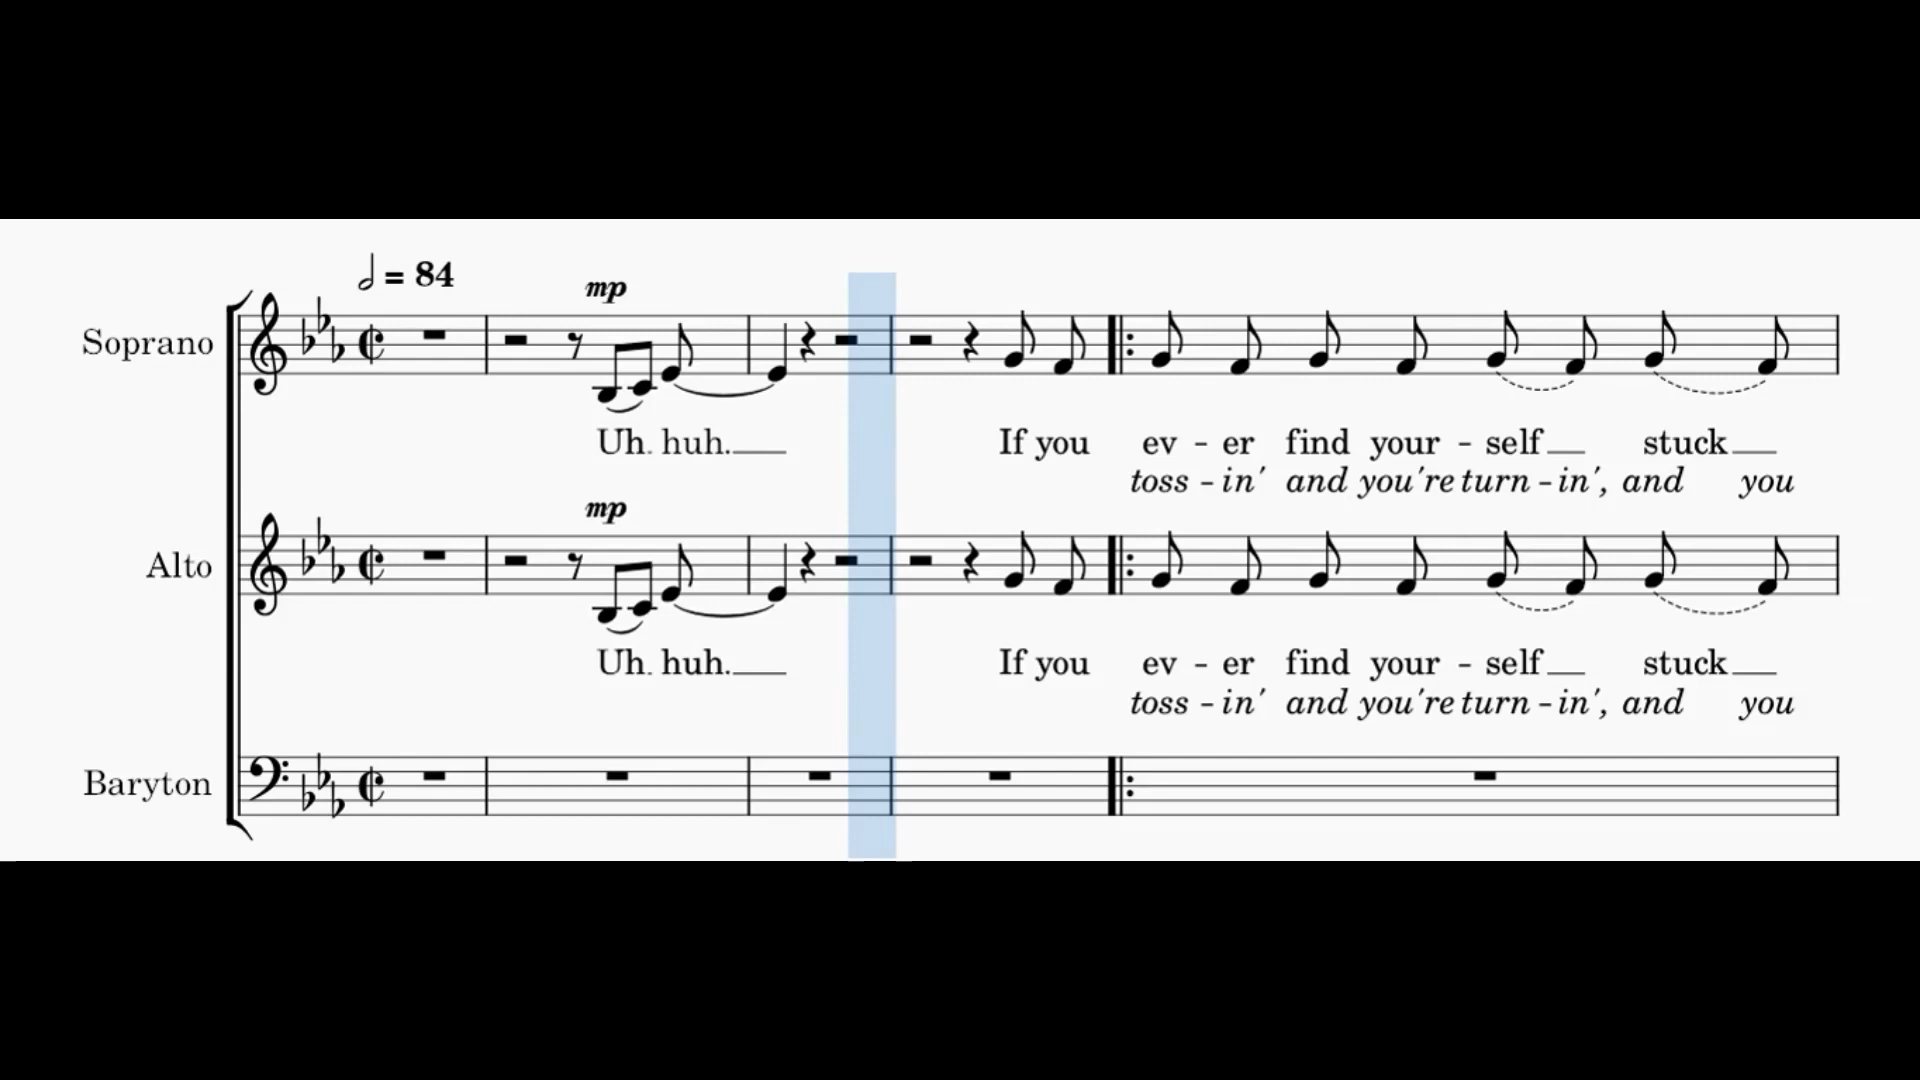 = 84
mp
Soprano
Uh. huh. If you ev - er find your - self stuck
toss - in' and you're turn - in', and you
mp
Alto
Uh. huh. If you ev - er find your - self stuck
toss - in' and you're turn - in', and you
Baryton